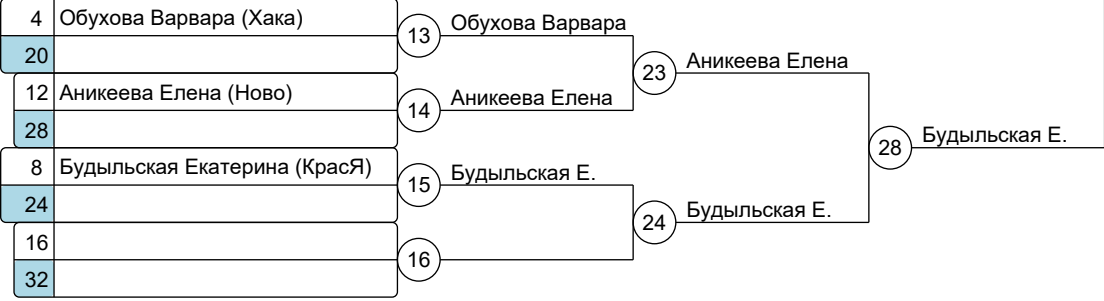 4 Обухова Варвара (Хака)
20
13 Обухова Варвара
12 Аникеева Елена (Ново)
28
14 Аникеева Елена
23 Аникеева Елена
8 Будыльская Екатерина (КрасЯ)
24
15 Будыльская Е.
16
32
16
24 Будыльская Е.
28 Будыльская Е.